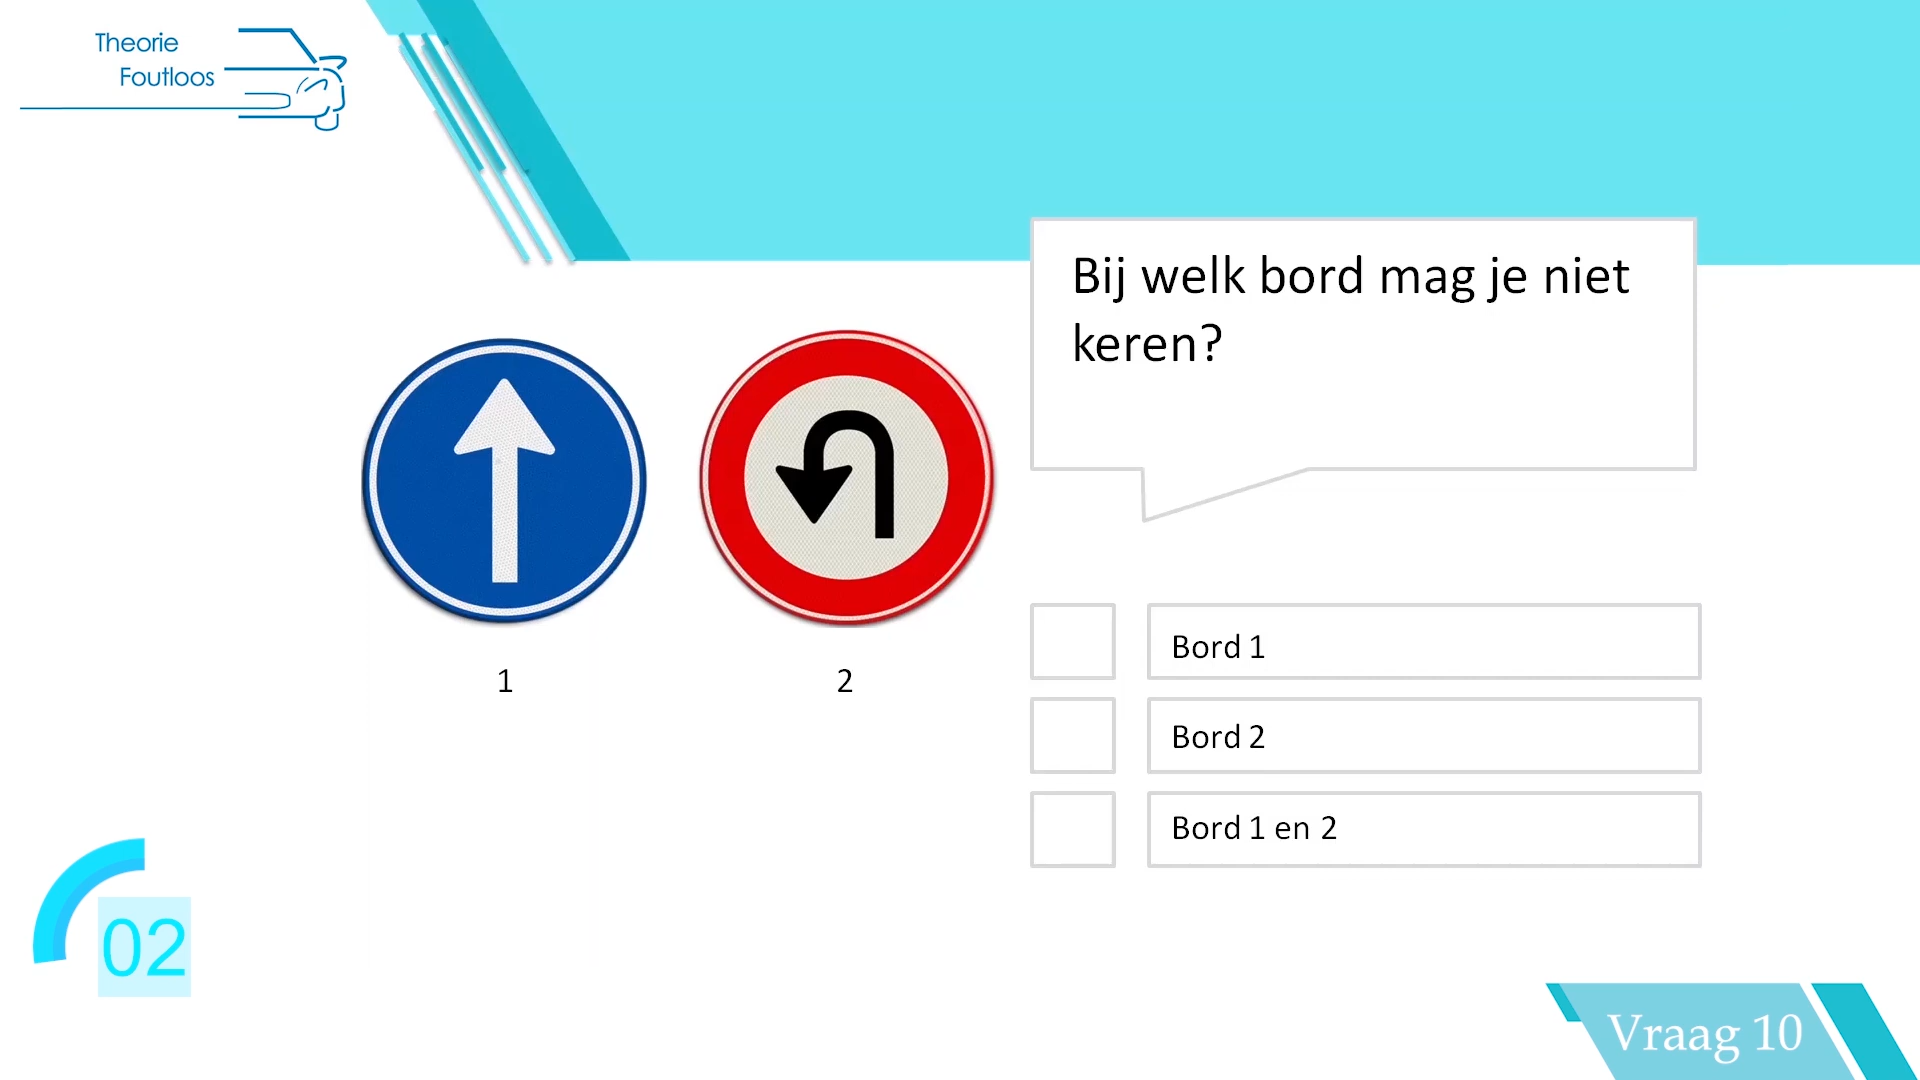 Theorie
Foutloos
Bij welk bord mag je niet
keren?
1
2
Bord 1
Bord 2
Bord 1 en 2
02
Vraag 10